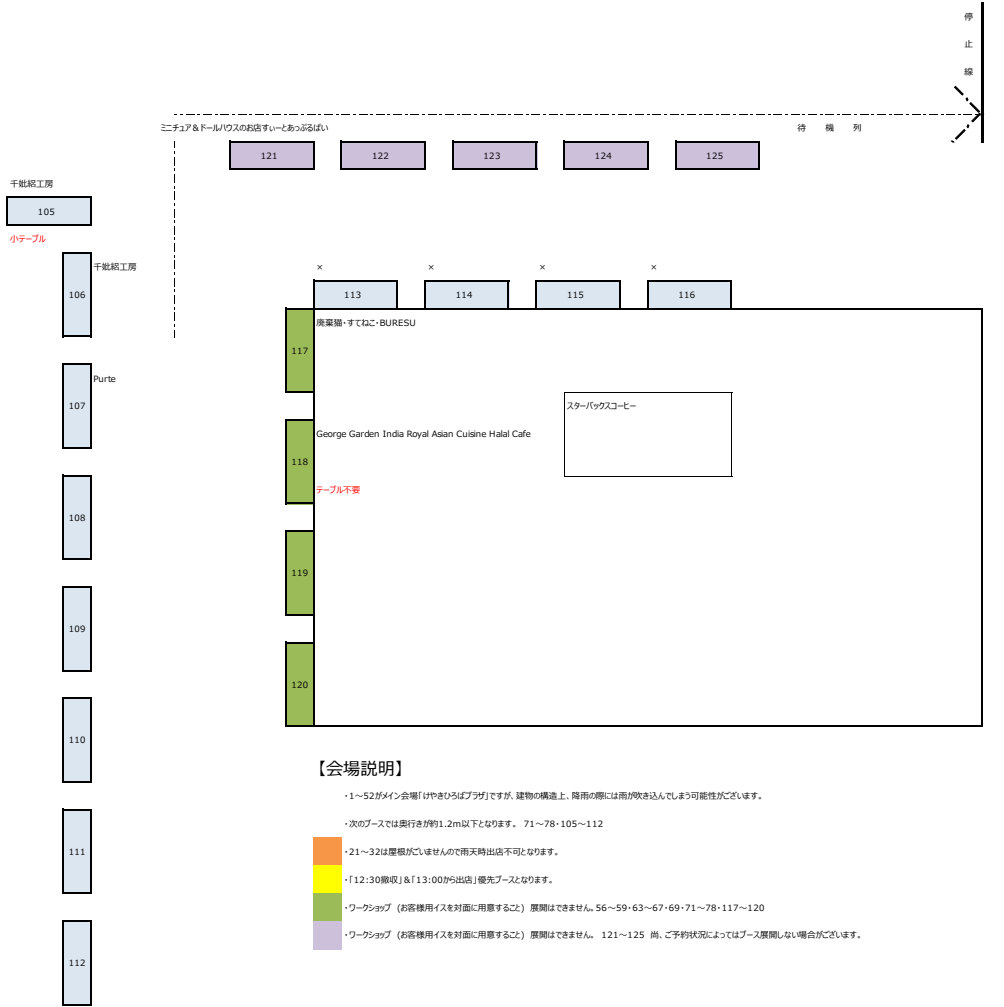 停
止
線
ミニチュア＆ドールハウスのお店すぃーとあっぷるぱい
待 機 列
121
122
123
124
125
千妣絽工房
105
小テーブル
千妣絽工房
106
×
×
×
×
113
114
115
116
廃棄猫・すてねこ・BURESU
117
Purte
107
スターバックスコーヒー
George Garden India Royal Asian Cuisine Halal Cafe
118
テーブル不要
108
119
109
120
110
【会場説明】
・1～52がメイン会場「けやきひろばプラザ」ですが、建物の構造上、降雨の際には雨が吹き込んでしまう可能性がございます。
・次のブースでは奥行きが約1.2m以下となります。 71～78・105～112
・21～32は屋根がごいませんので雨天時出店不可となります。
111
・「12:30撤収」＆「13:00から出店」優先ブースとなります。
・ワークショップ (お客様用イスを対面に用意すること) 展開はできません。56～59・63～67・69・71～78・117～120
・ワークショップ (お客様用イスを対面に用意すること) 展開はできません。 121～125 尚、ご予約状況によってはブース展開しない場合がございます。
112